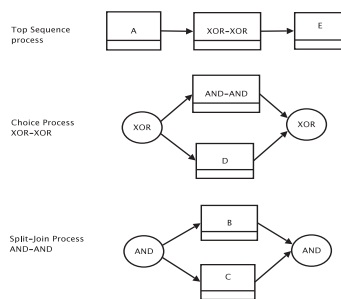 Top Sequence
process
A
XOR-XOR
E
Choice Process
XOR-XOR
XOR
AND-AND
D
XOR
Split-Join Process
AND-AND
AND
B
C
AND